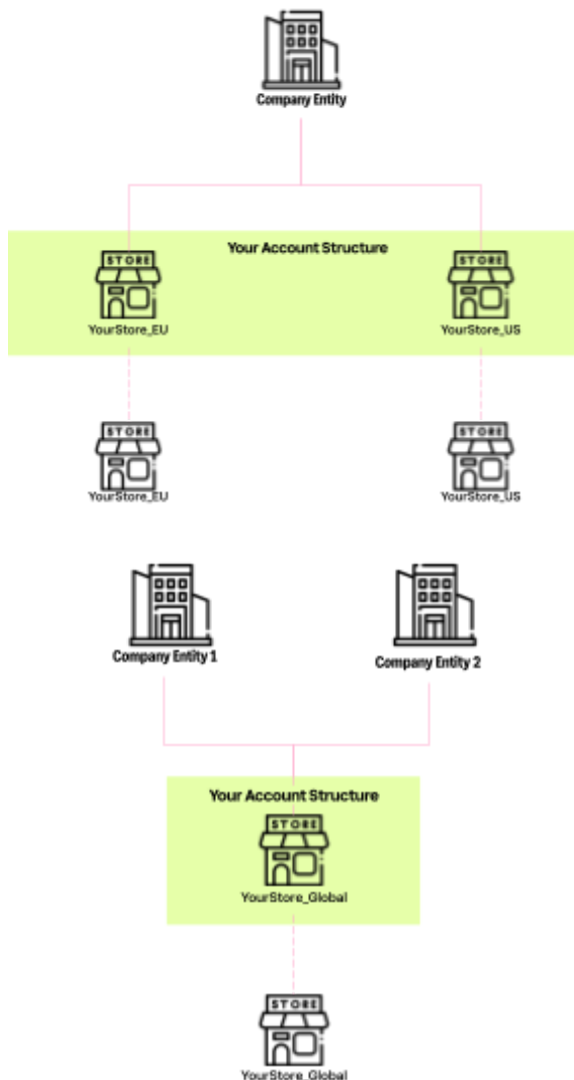 Company Entity
Your Account Structure
STORE STORE
YourStore_EU YourStore_US
STORE STORE
YourStore_EU YourStore_US
Company Entity 1 Company Entity 2
Your Account Structure
STORE
YourStore_Global
STORE
YourStore_Global